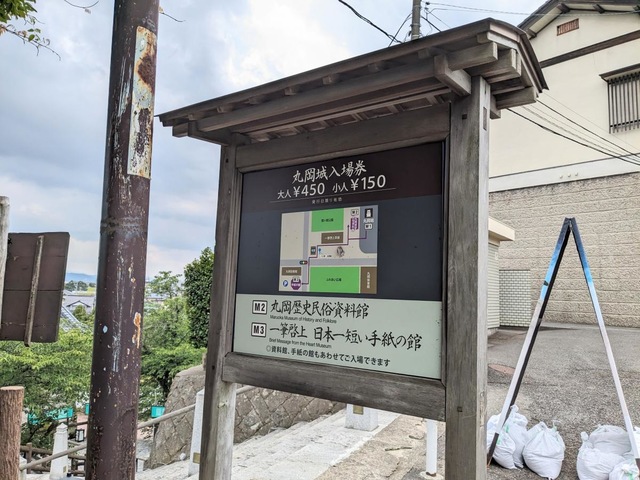 丸岡城入場券
大人¥450 小人¥150
M2 丸岡歴史民俗資料館
Maruoka Museum of History and Folklore
M3 一筆啓上 日本一短い手紙の館
Brief Message from the Heart Museum
◎資料館、手紙の館もあわせてご入場できます